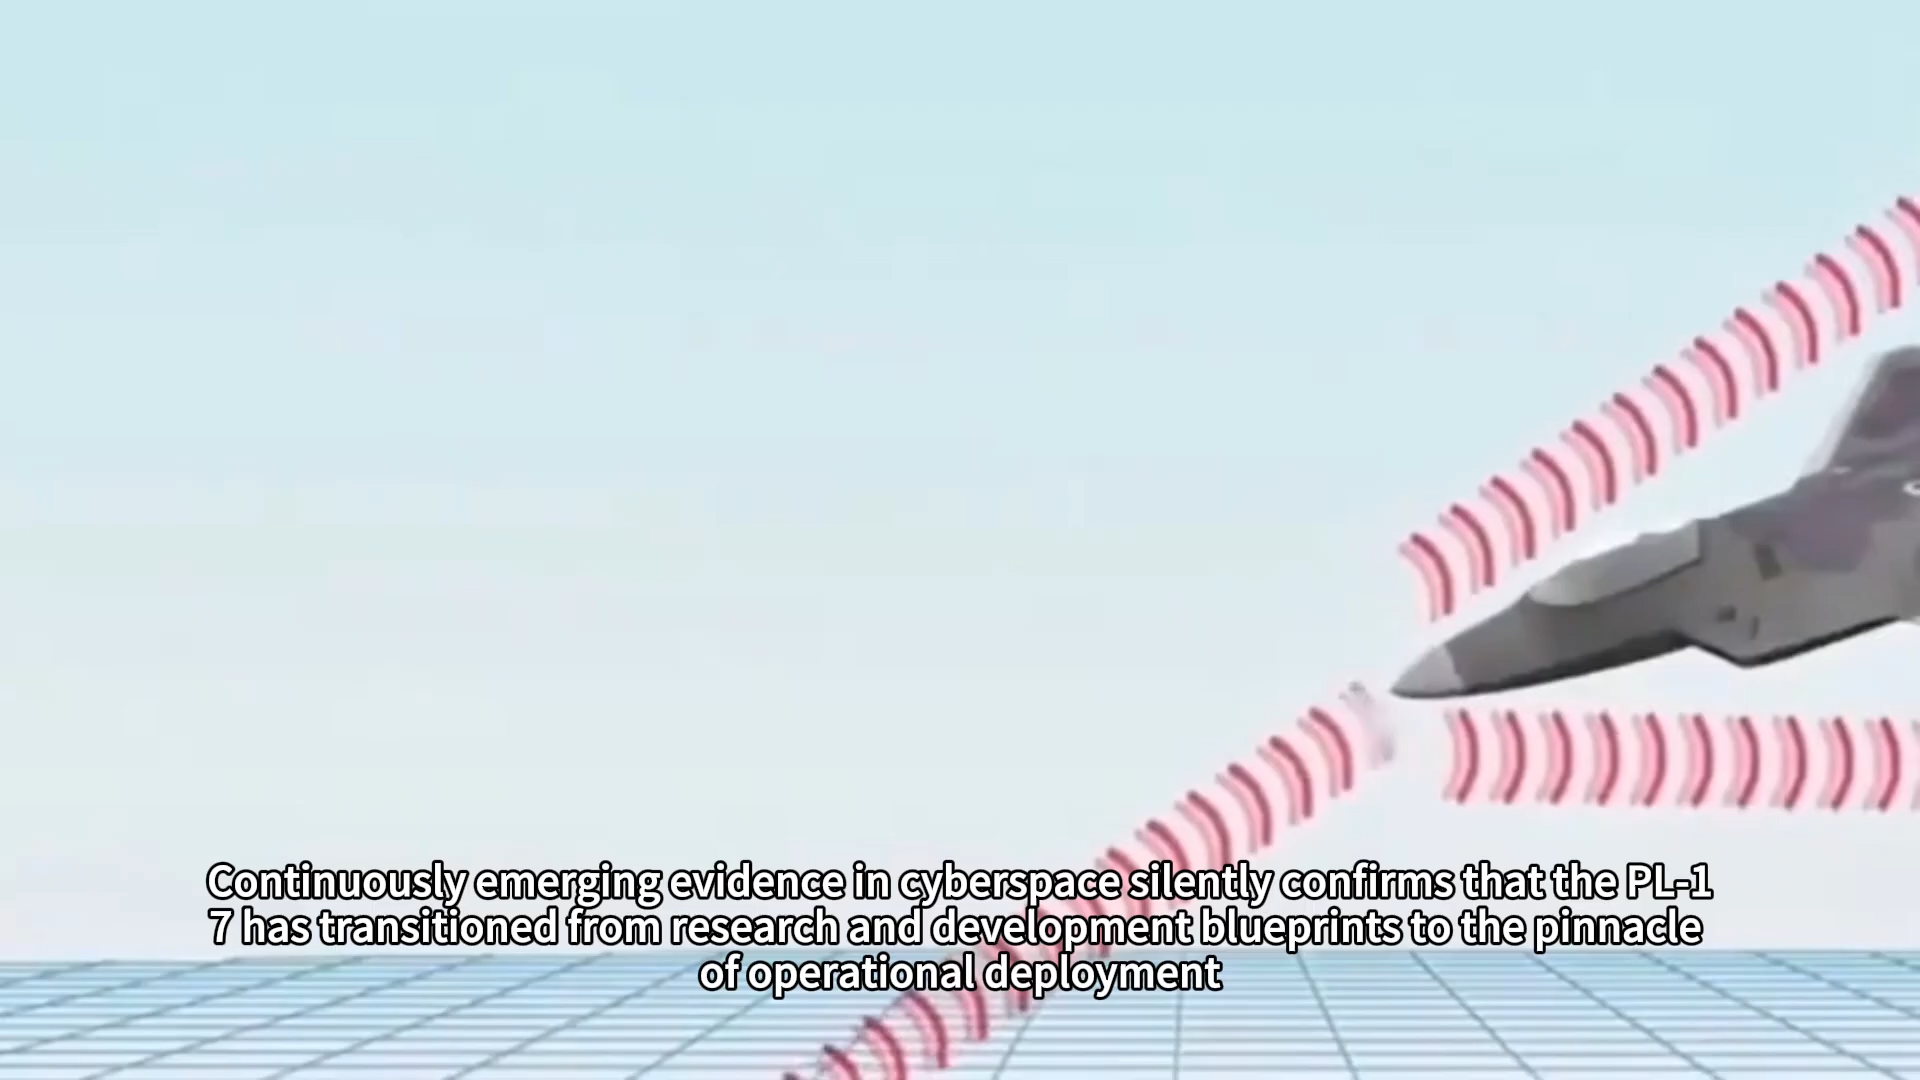 Continuously emerging evidence in cyberspace silently confirms that the PL-1
7 has transitioned from research and development blueprints to the pinnacle
of operational deployment